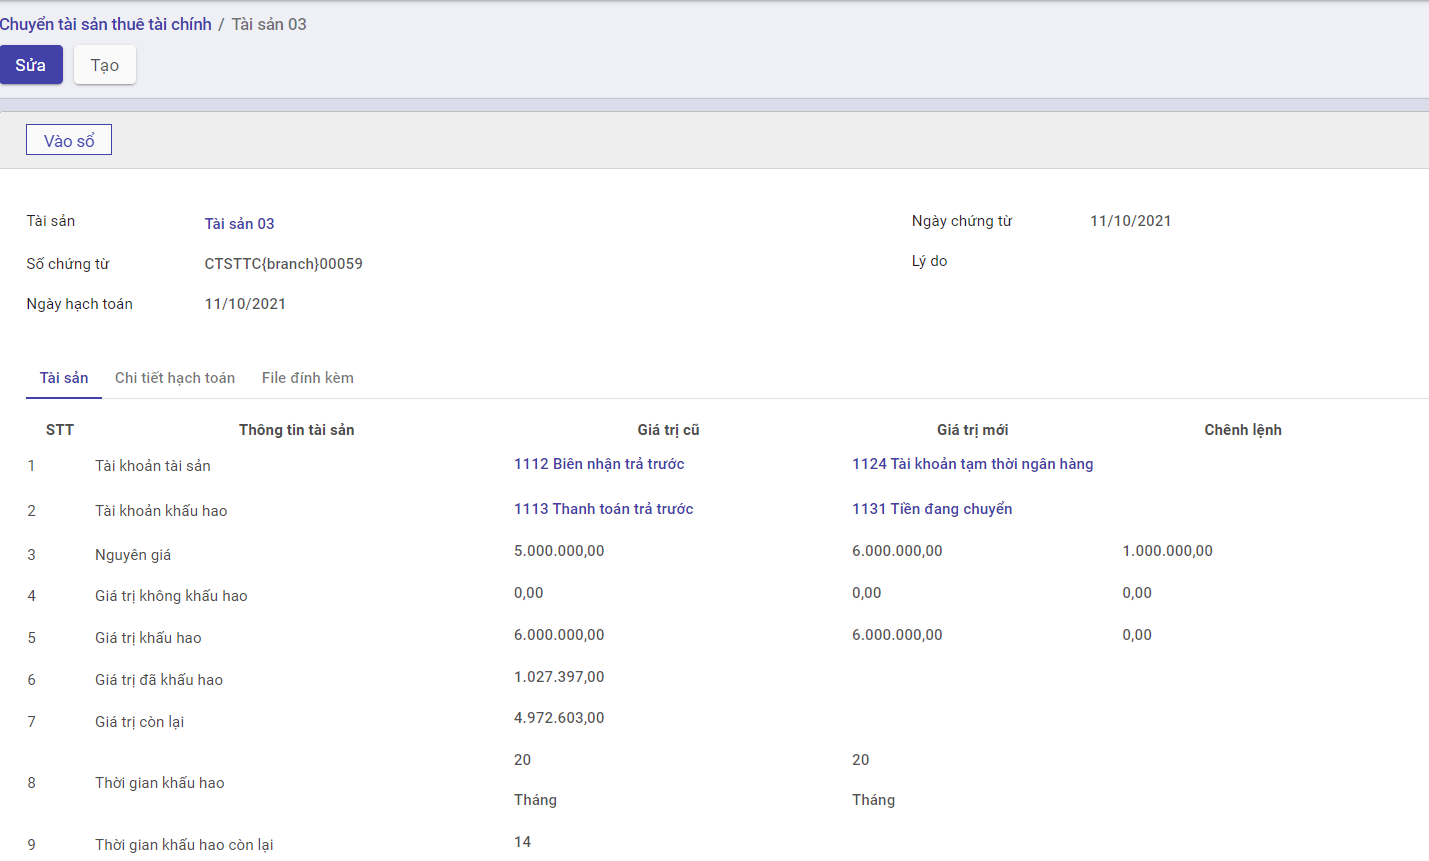 Chuyển tài sản thuê tài chính / Tài sản 03
Sửa Tạo
Vào sổ
Tài sản Tài sản 03 Ngày chứng từ 11/10/2021
Số chứng từ CTSTTC{branch}00059 Lý do
Ngày hạch toán 11/10/2021
Tài sản Chi tiết hạch toán File đính kèm
STT Thông tin tài sản Giá trị cũ Giá trị mới Chênh lệnh
1 Tài khoản tài sản 1112 Biên nhận trả trước 1124 Tài khoản tạm thời ngân hàng
2 Tài khoản khấu hao 1113 Thanh toán trả trước 1131 Tiền đang chuyển
3 Nguyên giá 5.000.000,00 6.000.000,00 1.000.000,00
4 Giá trị không khấu hao 0,00 0,00 0,00
5 Giá trị khấu hao 6.000.000,00 6.000.000,00 0,00
6 Giá trị đã khấu hao 1.027.397,00
7 Giá trị còn lại 4.972.603,00
20 20
8 Thời gian khấu hao
Tháng Tháng
9 Thời gian khấu hao còn lại 14